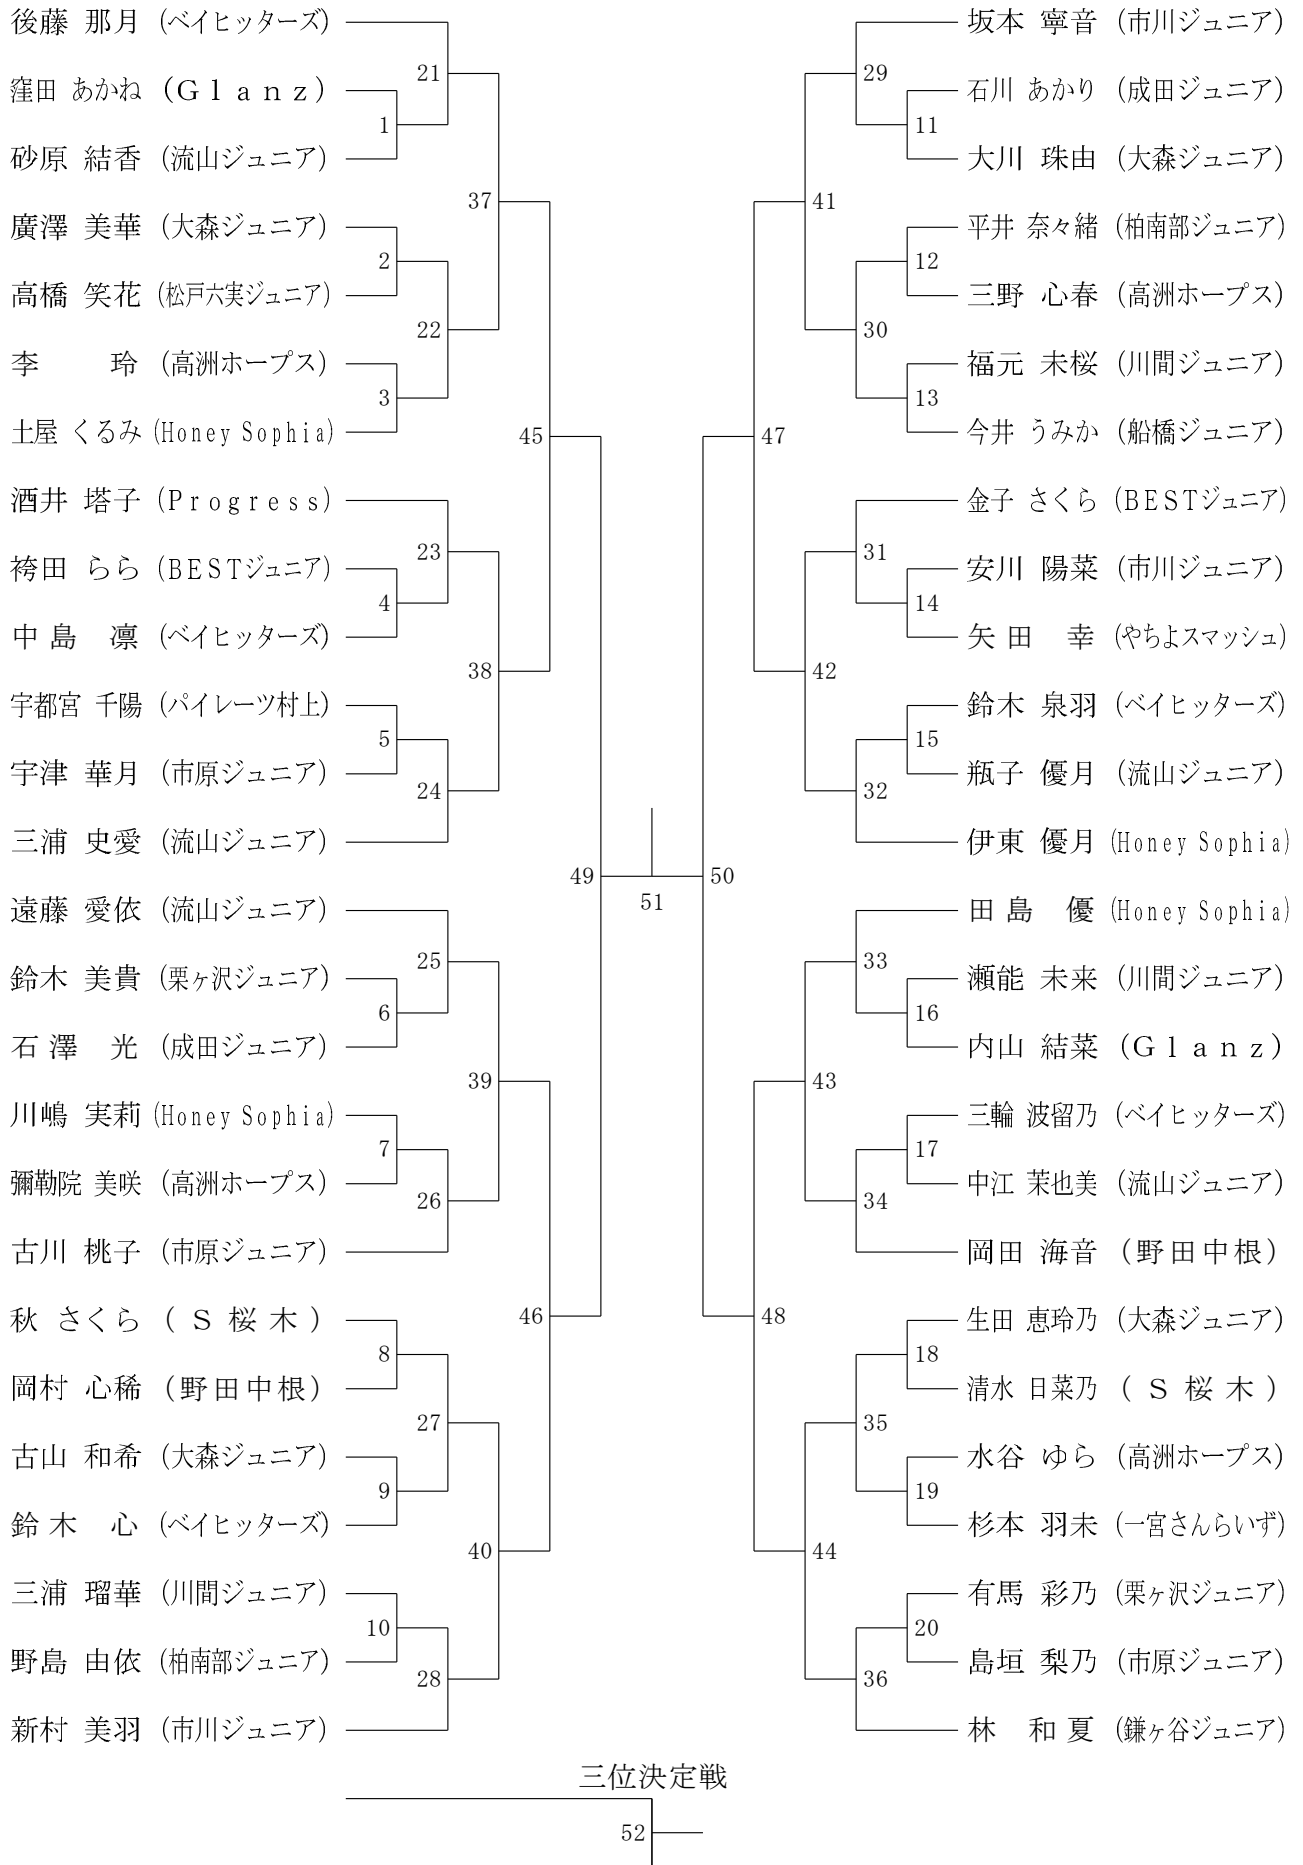 後藤 那月 (ベイヒッターズ)
21
窪田 あかね (Glanz)
1
砂原 結香 (流山ジュニア)
37
廣澤 美華 (大森ジュニア)
2
高橋 笑花 (松戸六実ジュニア)
22
李 玲 (高洲ホープス)
3
土屋 くるみ (Honey Sophia)
45
酒井 塔子 (Progress)
23
袴田 らら (BESTジュニア)
4
中島 凛 (ベイヒッターズ)
38
宇都宮 千陽 (パイレーツ村上)
5
宇津 華月 (市原ジュニア)
24
三浦 史愛 (流山ジュニア)
49
遠藤 愛依 (流山ジュニア)
25
鈴木 美貴 (栗ヶ沢ジュニア)
6
石澤 光 (成田ジュニア)
39
川嶋 実莉 (Honey Sophia)
7
彌勒院 美咲 (高洲ホープス)
26
古川 桃子 (市原ジュニア)
46
秋 さくら (S桜木)
8
岡村 心稀 (野田中根)
27
古山 和希 (大森ジュニア)
9
鈴木 心 (ベイヒッターズ)
40
三浦 瑠華 (川間ジュニア)
10
野島 由依 (柏南部ジュニア)
28
新村 美羽 (市川ジュニア)
51
坂本 寧音 (市川ジュニア)
29
石川 あかり (成田ジュニア)
11
大川 珠由 (大森ジュニア)
41
平井 奈々緒 (柏南部ジュニア)
12
三野 心春 (高洲ホープス)
30
福元 未桜 (川間ジュニア)
13
今井 うみか (船橋ジュニア)
47
金子 さくら (BESTジュニア)
31
安川 陽菜 (市川ジュニア)
14
矢田 幸 (やちよスマッシュ)
42
鈴木 泉羽 (ベイヒッターズ)
15
瓶子 優月 (流山ジュニア)
32
伊東 優月 (Honey Sophia)
50
田島 優 (Honey Sophia)
33
瀬能 未来 (川間ジュニア)
16
内山 結菜 (Glanz)
43
三輪 波留乃 (ベイヒッターズ)
17
中江 茉也美 (流山ジュニア)
34
岡田 海音 (野田中根)
48
生田 恵玲乃 (大森ジュニア)
18
清水 日菜乃 (S桜木)
35
水谷 ゆら (高洲ホープス)
19
杉本 羽未 (一宮さんらいず)
44
有馬 彩乃 (栗ヶ沢ジュニア)
20
島垣 梨乃 (市原ジュニア)
36
林 和夏 (鎌ヶ谷ジュニア)
三位決定戦
52